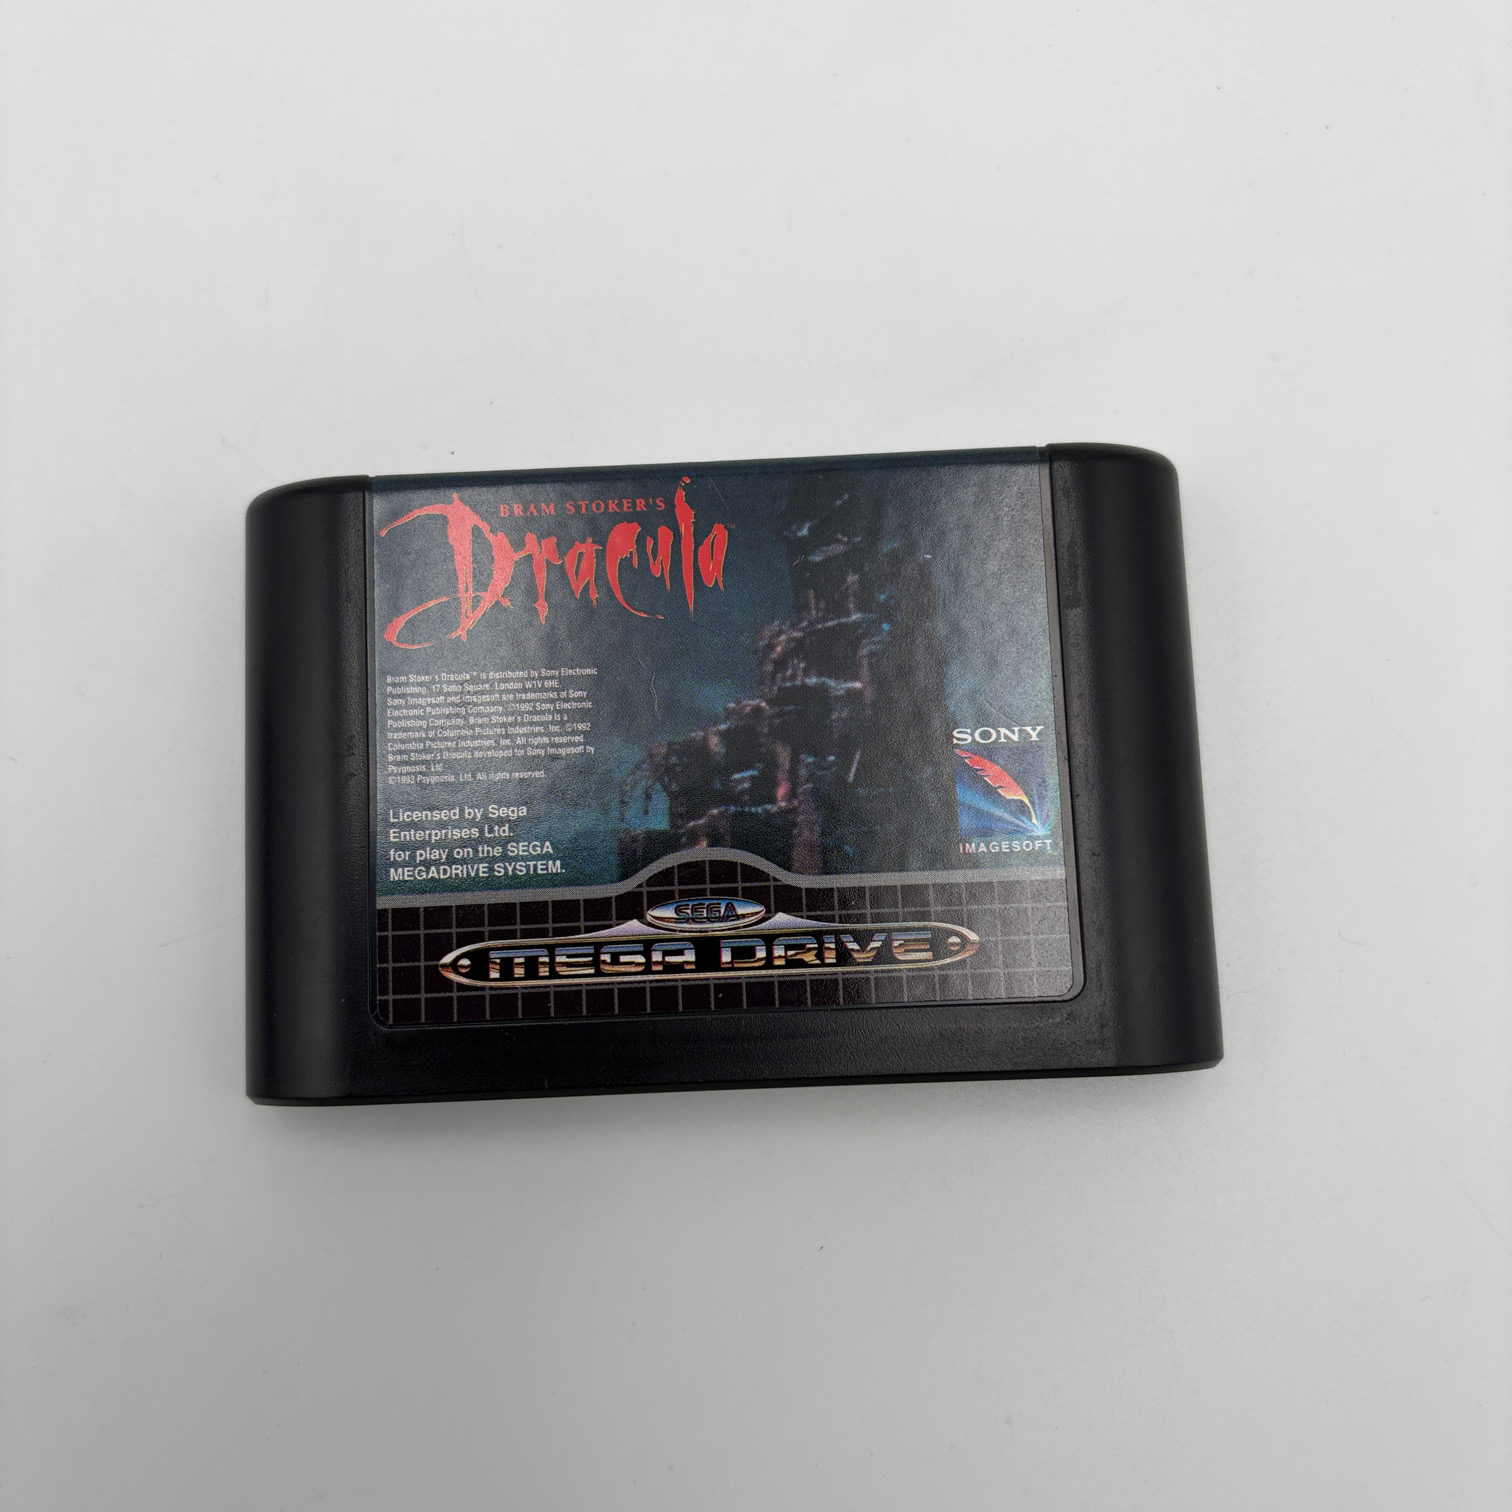 BRAM STOKER'S
Dracula™
Bram Stoker's Dracula™ is distributed by Sony Electronic
Publishing, 17 Soho Square, London W1V 6HE.
Sony Imagesoft and imagesoft are trademarks of Sony
Electronic Publishing Company. ©1992 Sony Electronic
Publishing Company. Bram Stoker's Dracula is a
trademark of Columbia Pictures Industries, Inc. ©1992
Columbia Pictures Industries, Inc. All rights reserved.
Bram Stoker's Dracula developed for Sony Imagesoft by
Psygnosis, Ltd.
©1993 Psygnosis, Ltd. All rights reserved.
Licensed by Sega
Enterprises Ltd.
for play on the SEGA
MEGADRIVE SYSTEM.
SONY
IMAGESOFT
SEGA
MEGA DRIVE